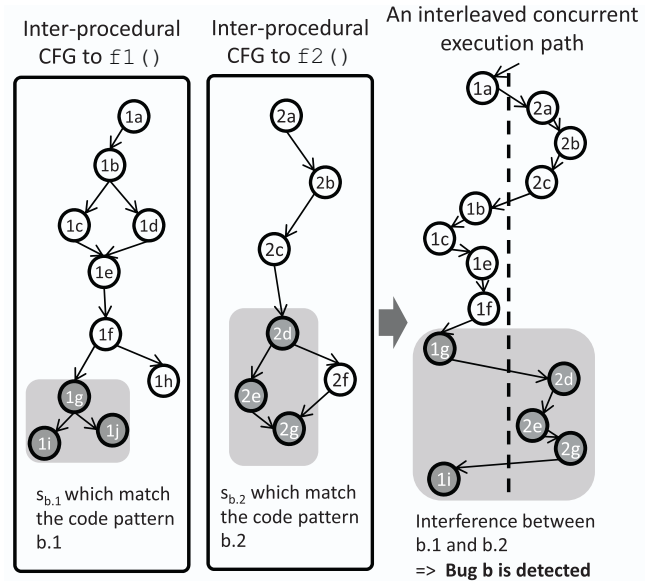 Inter-procedural
CFG to f1()
1a
1b
1c
1d
1e
1f
1g
1h
1i
1j
s_b.1 which match
the code pattern
b.1
Inter-procedural
CFG to f2()
2a
2b
2c
2d
2e
2f
2g
s_b.2 which match
the code pattern
b.2
An interleaved concurrent
execution path
1a
2a
2b
2c
1b
1c
1e
1f
1g
2d
2e
2g
1i
Interference between
b.1 and b.2
=> Bug b is detected